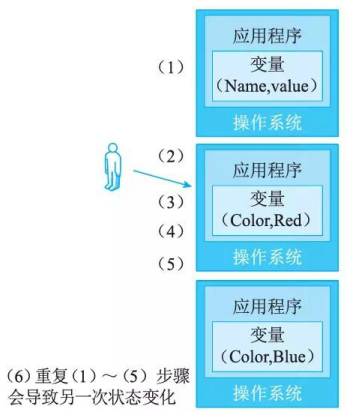 应用程序
变量
（1）
（Name,value）
操作系统
（2）
应用程序
变量
（3）
（Color,Red）
（4）
（5）
操作系统
应用程序
变量
（Color,Blue）
（6）重复（1）～（5）步骤
会导致另一次状态变化
操作系统